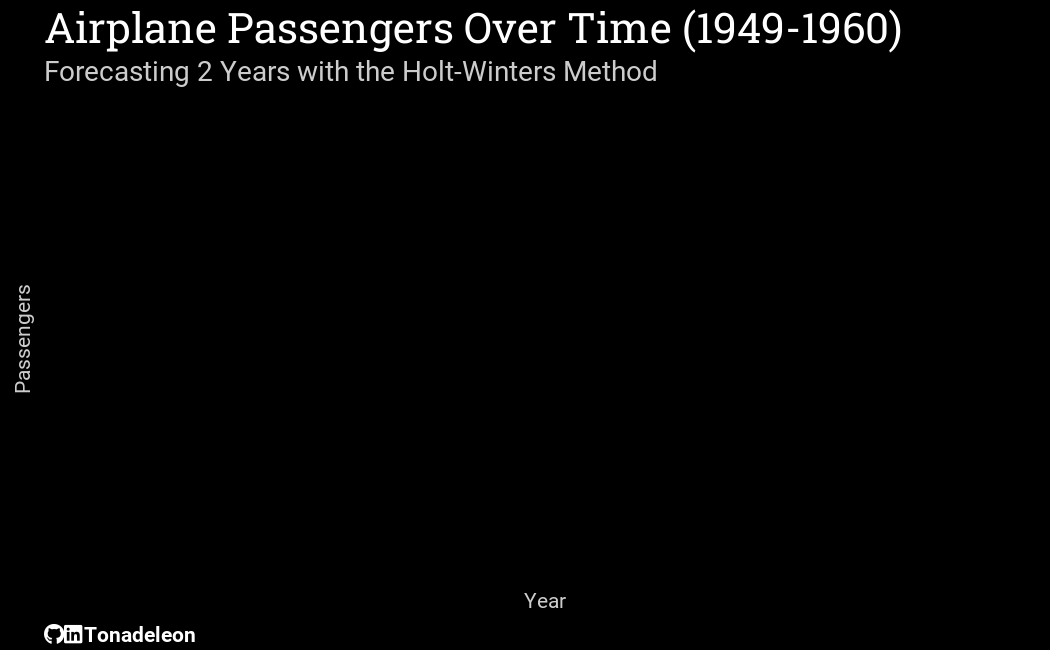 Airplane Passengers Over Time (1949-1960)
Forecasting 2 Years with the Holt-Winters Method
Passengers
Year
Tonadeleon